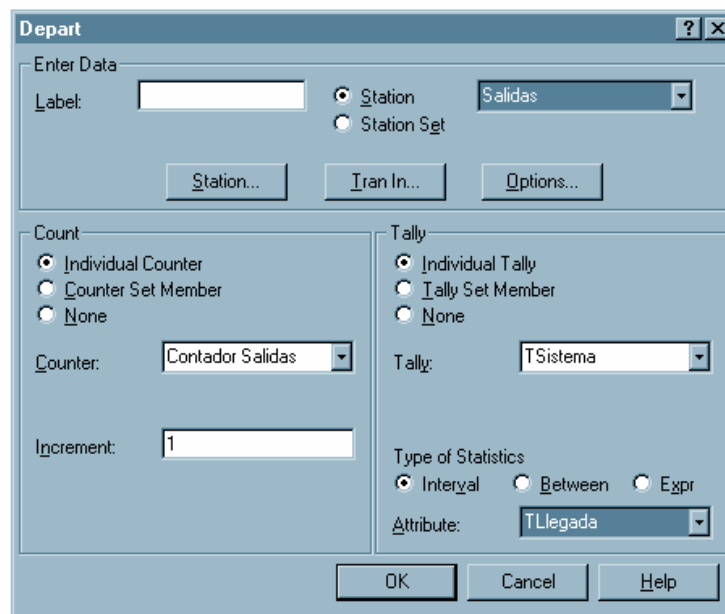 Depart
Enter Data
Label:
Station
Salidas
Station Set
Station...
Tran In...
Options...
Count
Individual Counter
Counter Set Member
None
Counter:
Contador Salidas
Increment:
1
Tally
Individual Tally
Tally Set Member
None
Tally:
TSistema
Type of Statistics
Interval
Between
Expr
Attribute:
TLlegada
OK
Cancel
Help